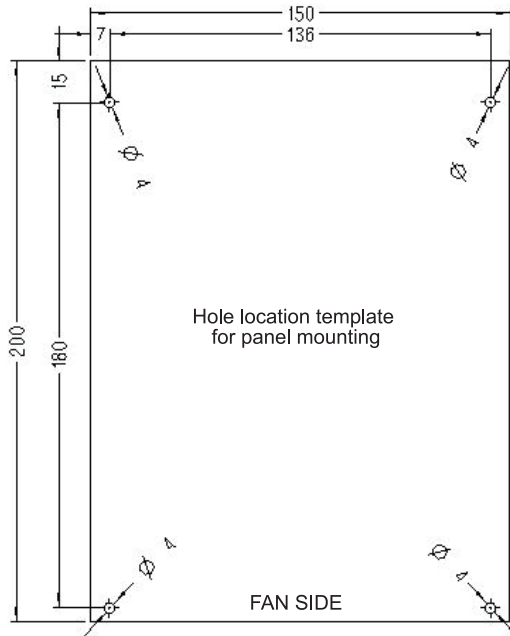 150
7 136
15
Ø 4
Ø 4
200
180
Hole location template
for panel mounting
Ø 4
Ø 4
FAN SIDE